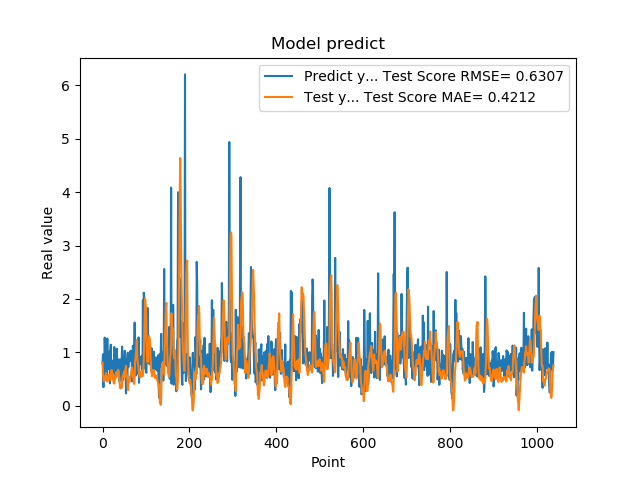 Model predict
Predict y... Test Score RMSE= 0.6307
Test y... Test Score MAE= 0.4212
Real value
6
5
4
3
2
1
0
0 200 400 600 800 1000
Point